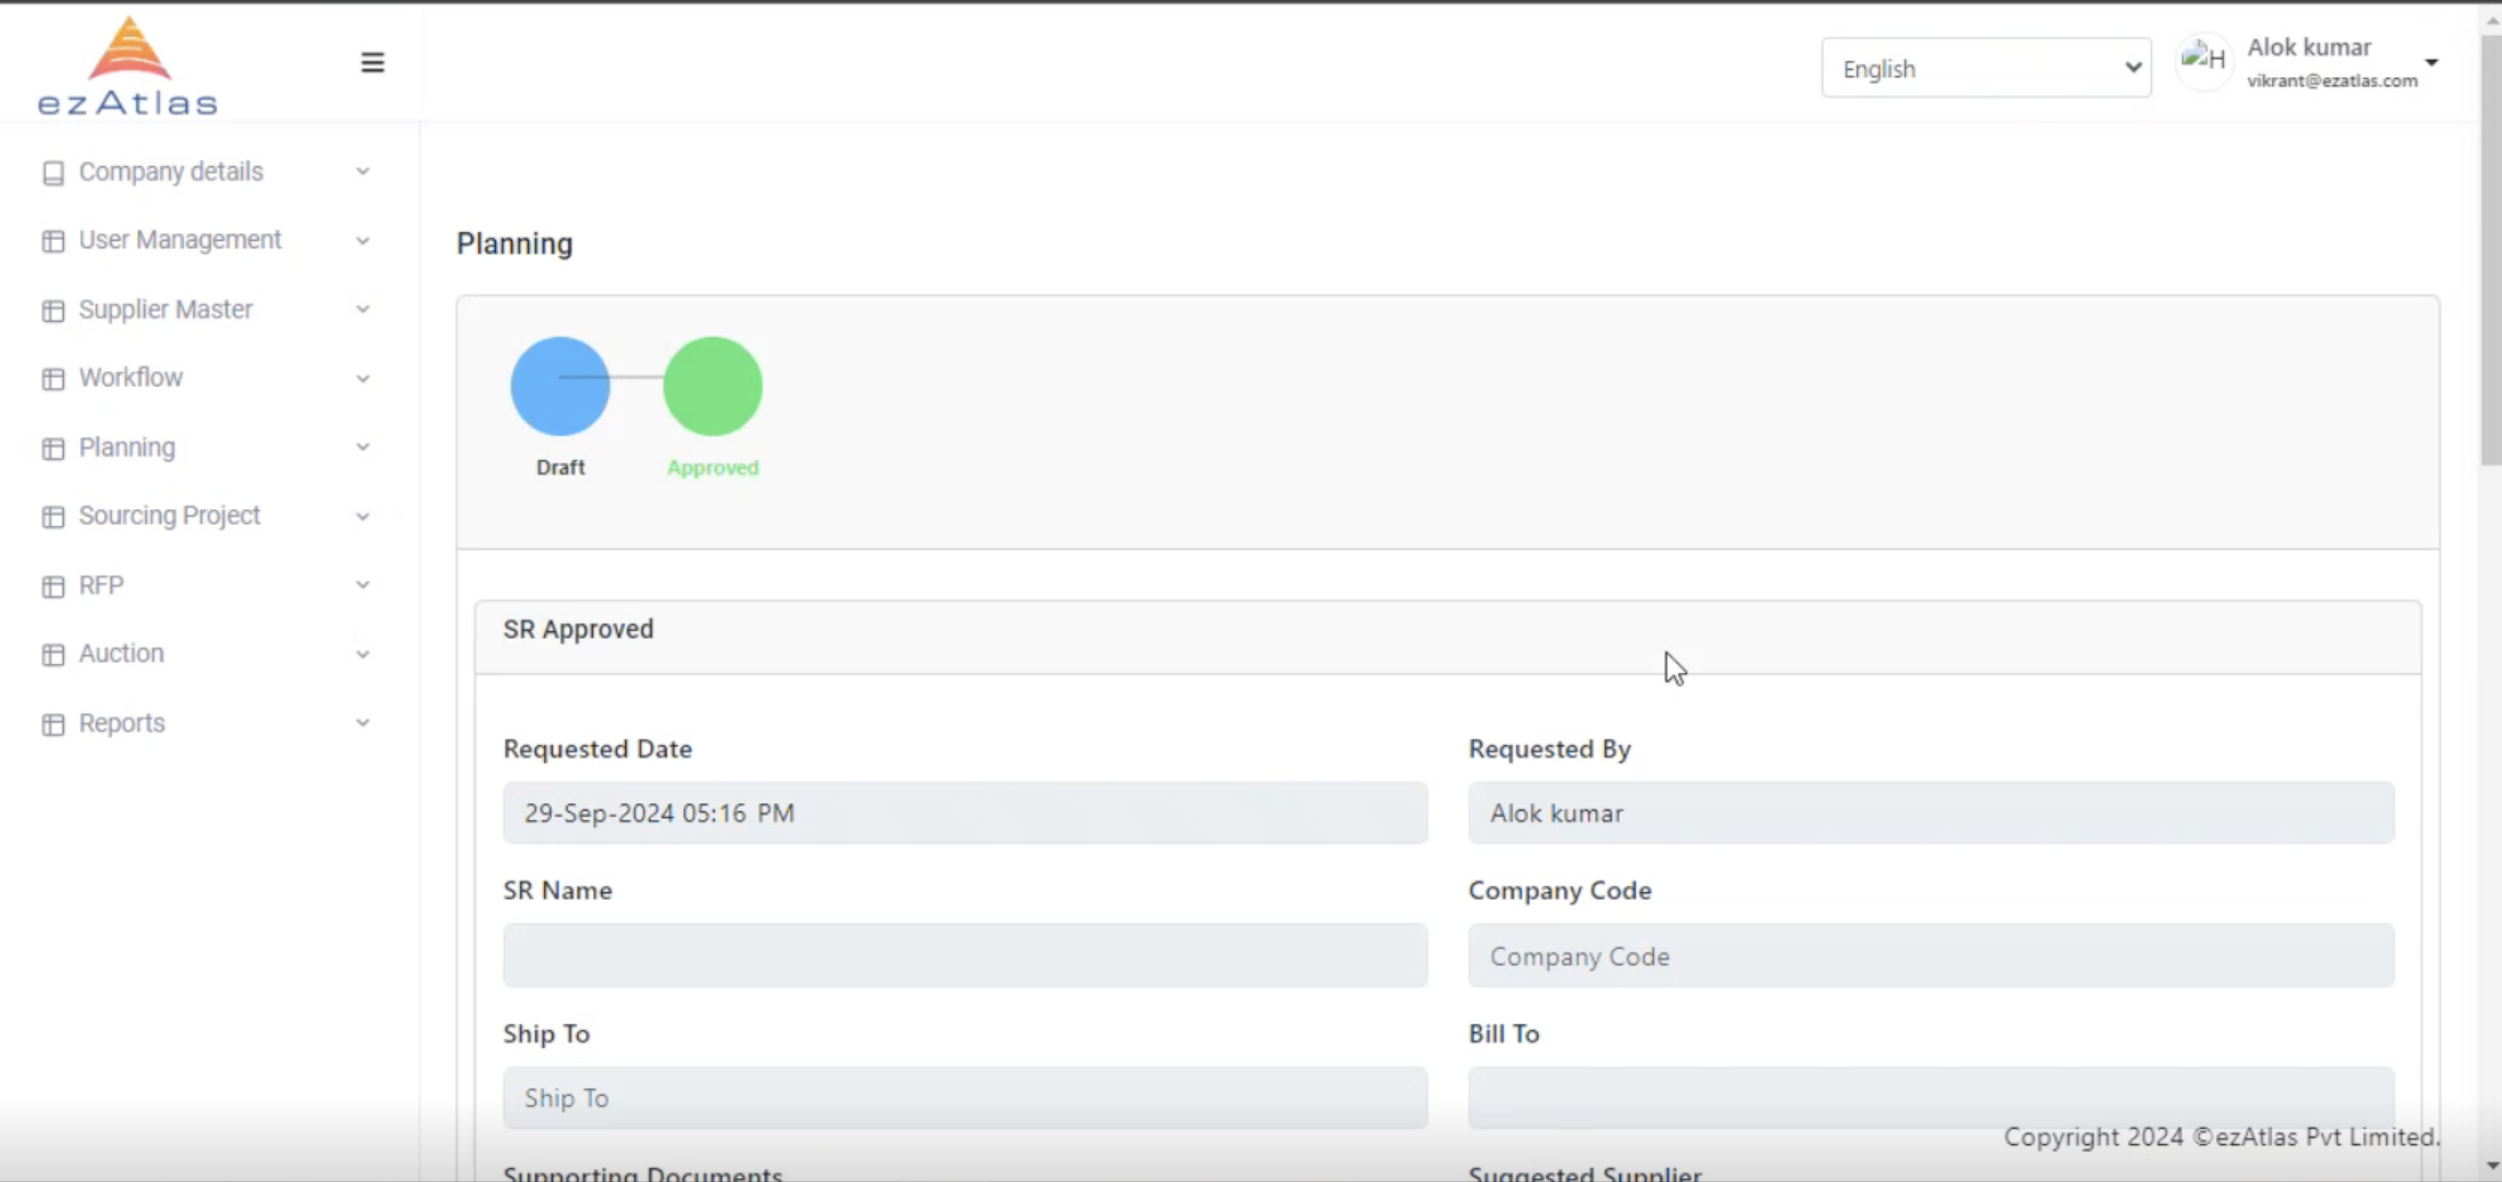 ezAtlas
English
H
Alok kumar
vikrant@ezatlas.com
Company details
User Management
Supplier Master
Workflow
Planning
Sourcing Project
RFP
Auction
Reports
Planning
Draft
Approved
SR Approved
Requested Date
Requested By
29-Sep-2024 05:16 PM
Alok kumar
SR Name
Company Code
Company Code
Ship To
Bill To
Ship To
Copyright 2024 ©ezAtlas Pvt Limited.
Supporting Documents
Suggested Supplier